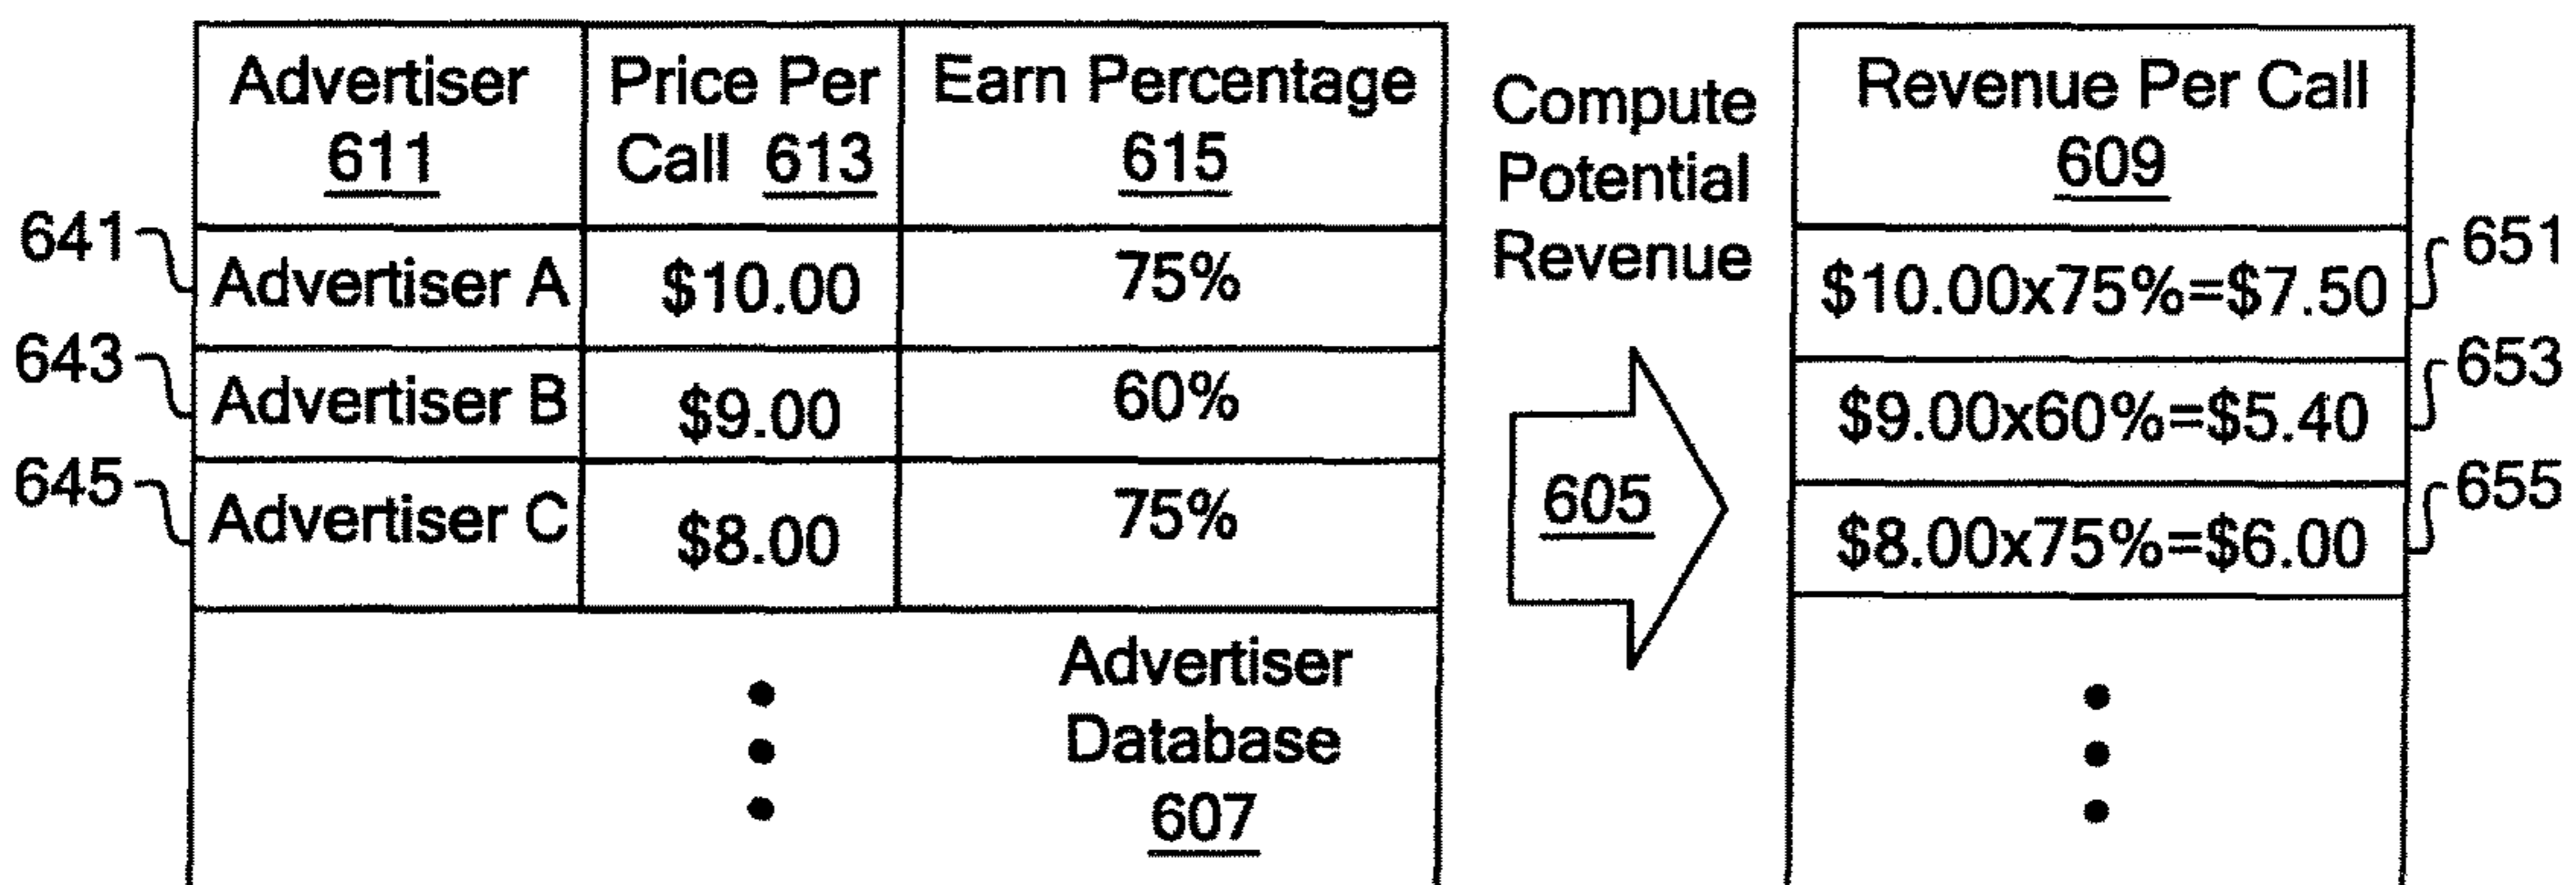 Advertiser
611
Price Per
Call 613
Earn Percentage
615
641
Advertiser A
$10.00
75%
643
Advertiser B
$9.00
60%
645
Advertiser C
$8.00
75%
Advertiser
Database
607
Compute
Potential
Revenue
605
Revenue Per Call
609
$10.00x75%=$7.50
651
$9.00x60%=$5.40
653
$8.00x75%=$6.00
655